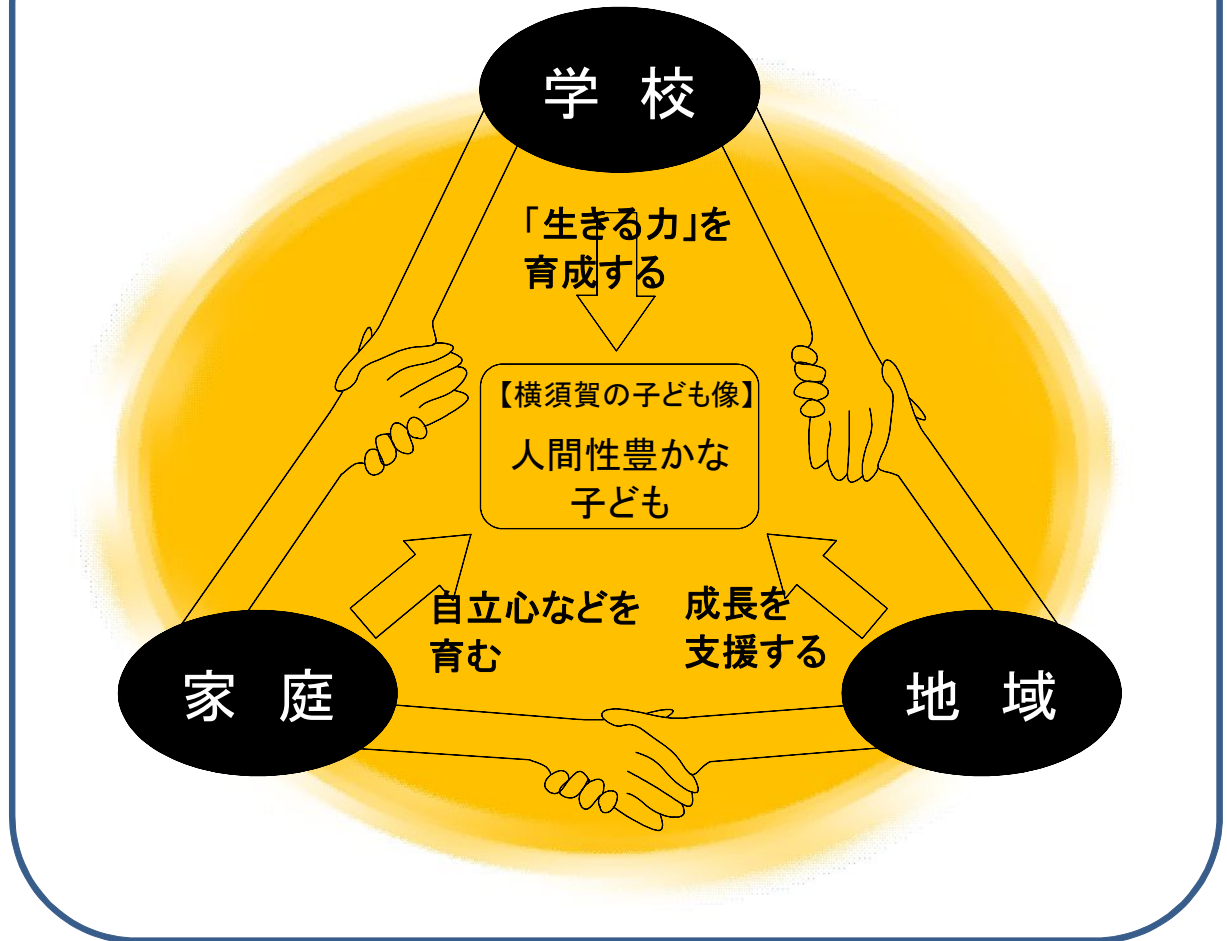 学 校
「生きる力」を
育成する
【横須賀の子ども像】
人間性豊かな
子ども
自立心などを
育む
成長を
支援する
家 庭
地 域